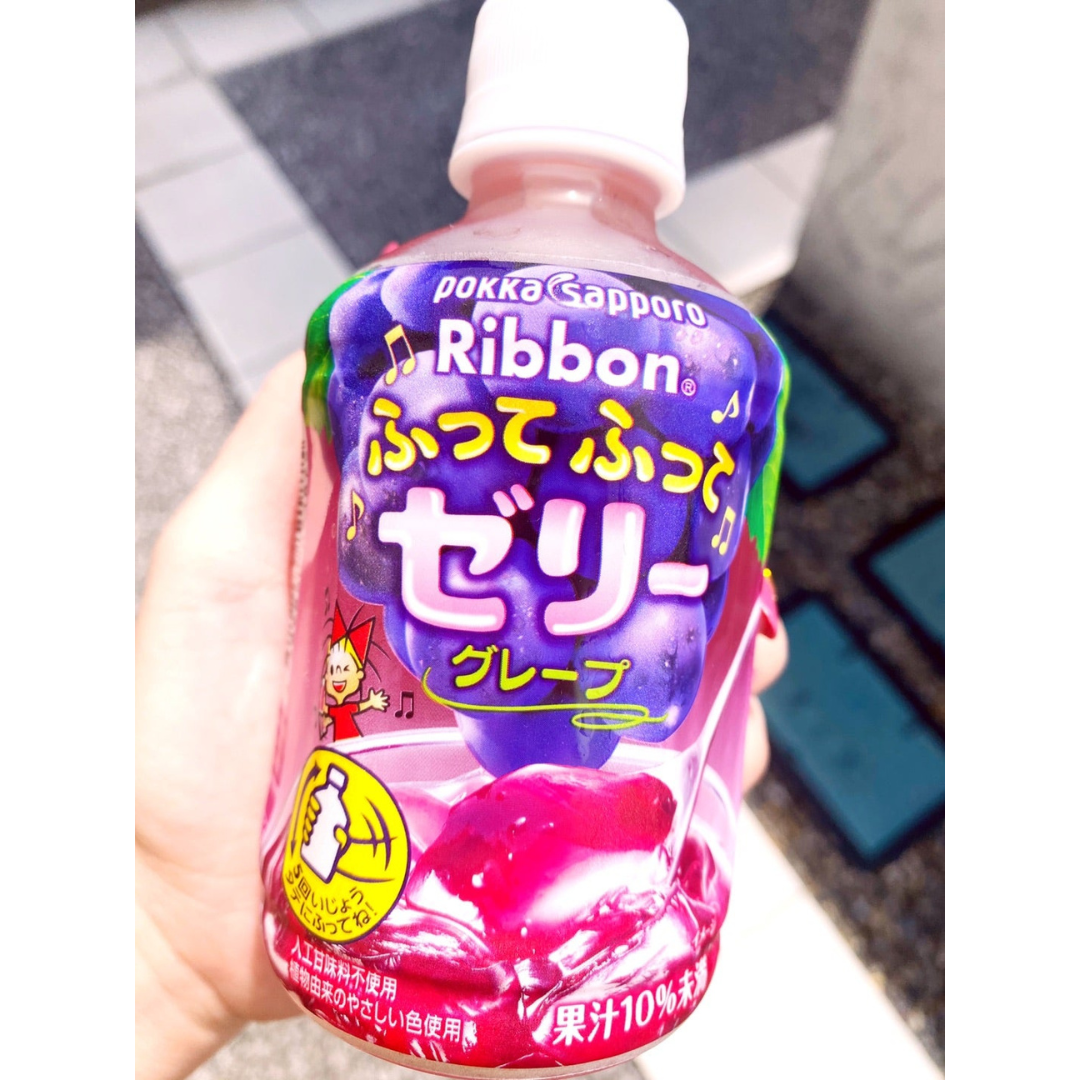 POKKA Sapporo
Ribbon®
ふって ふって
ゼリー
グレープ
5回いじょう
タテにふってね!
人工甘味料不使用
植物由来のやさしい色使用
果汁10%未満